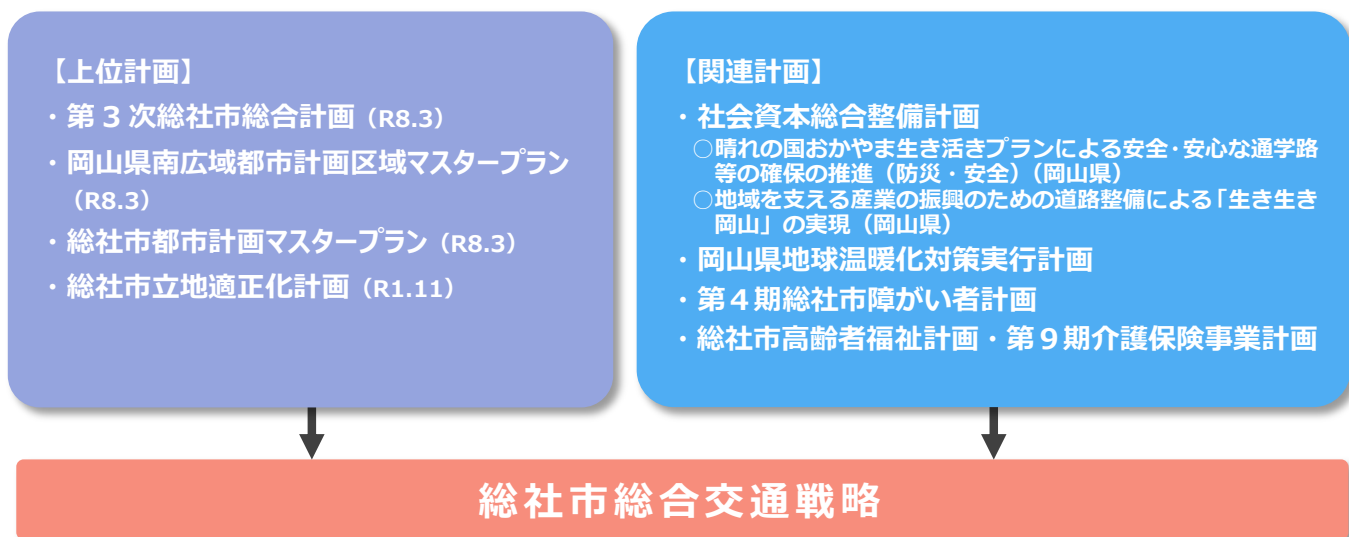 【上位計画】
・第3次総社市総合計画（R8.3）
・岡山県南広域都市計画区域マスタープラン
（R8.3）
・総社市都市計画マスタープラン（R8.3）
・総社市立地適正化計画（R1.11）
【関連計画】
・社会資本総合整備計画
○晴れの国おかやま生き活きプランによる安全・安心な通学路
等の確保の推進（防災・安全）（岡山県）
○地域を支える産業の振興のための道路整備による「生き生き
岡山」の実現（岡山県）
・岡山県地球温暖化対策実行計画
・第4期総社市障がい者計画
・総社市高齢者福祉計画・第9期介護保険事業計画
総社市総合交通戦略